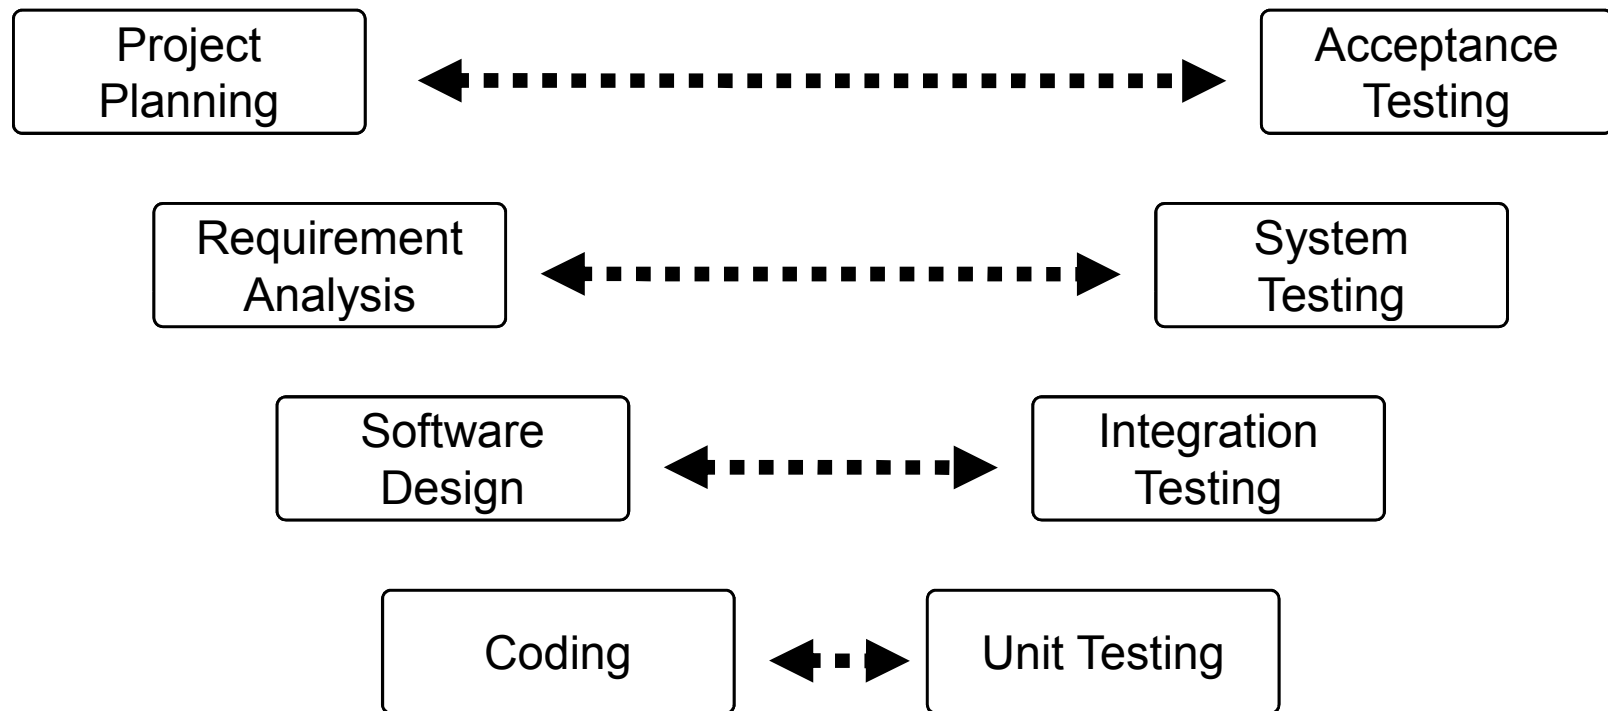 Project
Planning
Acceptance
Testing
Requirement
Analysis
System
Testing
Software
Design
Integration
Testing
Coding
Unit Testing